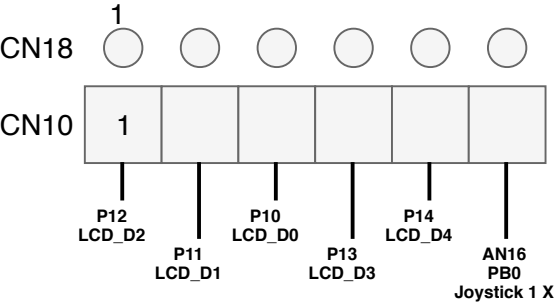 1
CN18
CN10 1
P12
LCD_D2
P11
LCD_D1
P10
LCD_D0
P13
LCD_D3
P14
LCD_D4
AN16
PB0
Joystick 1 X